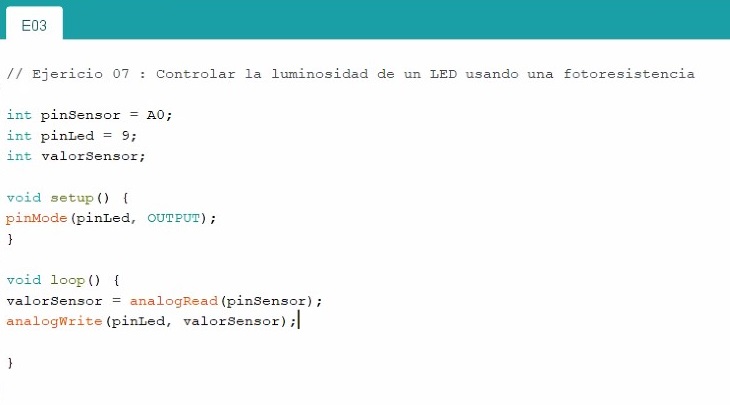 E03
// Ejericio 07 : Controlar la luminosidad de un LED usando una fotoresistencia
int pinSensor = A0;
int pinLed = 9;
int valorSensor;
void setup() {
pinMode(pinLed, OUTPUT);
}
void loop() {
valorSensor = analogRead(pinSensor);
analogWrite(pinLed, valorSensor);
}